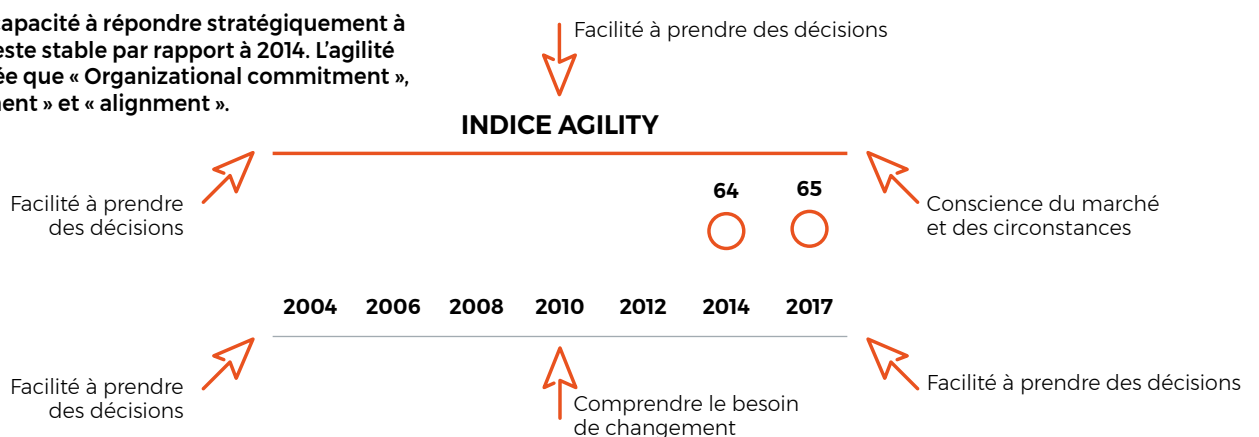 capacité à répondre stratégiquement à
este stable par rapport à 2014. L'agilité
ée que « Organizational commitment »,
ent » et « alignment ».
Facilité à prendre des décisions
INDICE AGILITY
Facilité à prendre
des décisions
64 65
Conscience du marché
et des circonstances
2004 2006 2008 2010 2012 2014 2017
Facilité à prendre
des décisions
Comprendre le besoin
de changement
Facilité à prendre des décisions